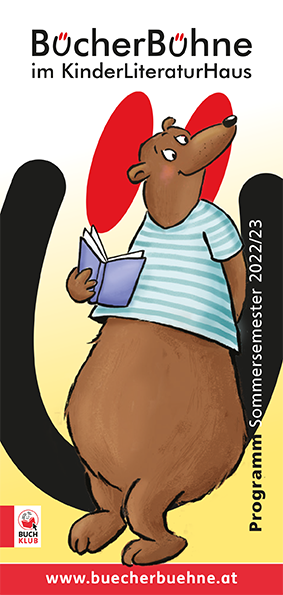 BücherBühne
im KinderLiteraturHaus
Programm Sommersemester 2022/23
BUCH
KLUB
www.buecherbuehne.at